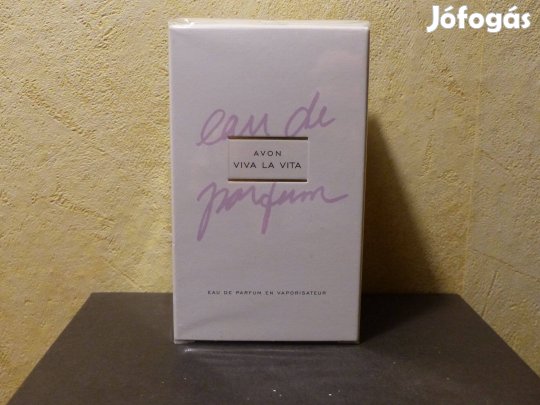 Jófogás
eau de
AVON
VIVA LA VITA
parfum
EAU DE PARFUM EN VAPORISATEUR